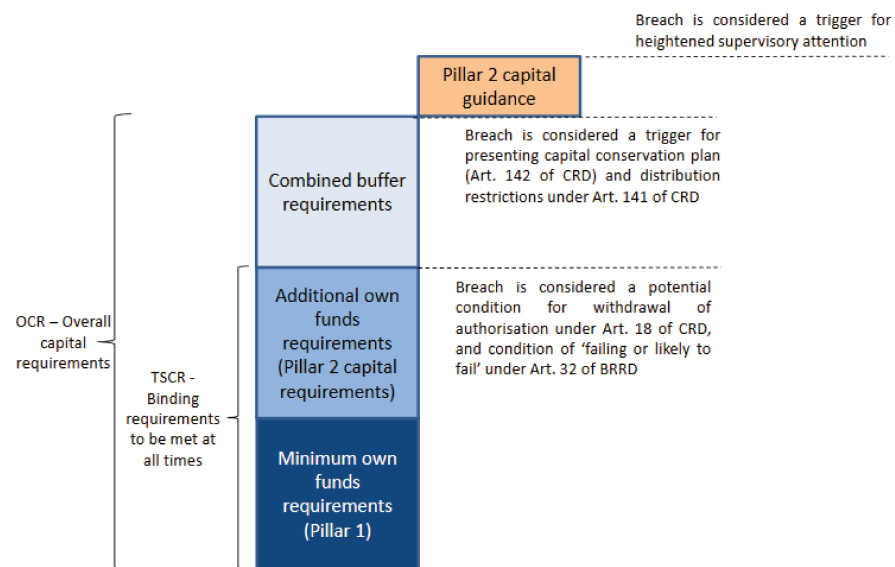 Breach is considered a trigger for
heightened supervisory attention
Pillar 2 capital
guidance
Breach is considered a trigger for
presenting capital conservation plan
(Art. 142 of CRD) and distribution
restrictions under Art. 141 of CRD
Combined buffer
requirements
Additional own
funds
requirements
(Pillar 2 capital
requirements)
Breach is considered a potential
condition for withdrawal of
authorisation under Art. 18 of CRD,
and condition of ‘failing or likely to
fail’ under Art. 32 of BRRD
OCR – Overall
capital
requirements
TSCR -
Binding
requirements
to be met at
all times
Minimum own
funds
requirements
(Pillar 1)